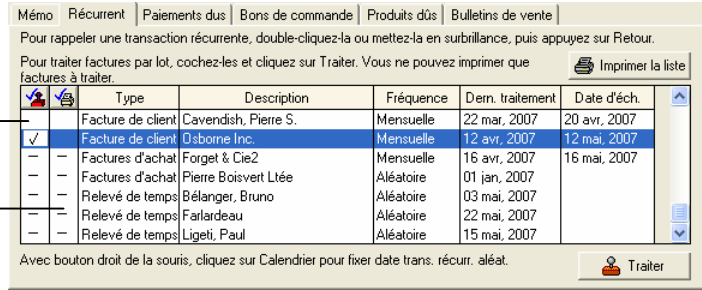 Mémo Récurrent Paiements dus Bons de commande Produits dûs Bulletins de vente
Pour rappeler une transaction récurrente, double-cliquez-la ou mettez-la en surbrillance, puis appuyez sur Retour.
Pour traiter factures par lot, cochez-les et cliquez sur Traiter. Vous ne pouvez imprimer que
factures à traiter.
Imprimer la liste
Type Description Fréquence Dern. traitement Date d'éch.
Facture de client Cavendish, Pierre S. Mensuelle 22 mar, 2007 20 avr, 2007
√ Facture de client Osborne Inc. Mensuelle 12 avr, 2007 12 mai, 2007
– – Factures d'achat Forget & Cie2 Mensuelle 16 avr, 2007 16 mai, 2007
– – Factures d'achat Pierre Boisvert Ltée Aléatoire 01 jan, 2007
– – Relevé de temps Bélanger, Bruno Aléatoire 03 mai, 2007
– – Relevé de temps Farlardeau Aléatoire 22 mai, 2007
– – Relevé de temps Ligeti, Paul Aléatoire 15 mai, 2007
Avec bouton droit de la souris, cliquez sur Calendrier pour fixer date trans. récurr. aléat.
Traiter